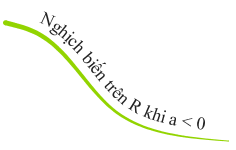 Nghịch biến trên R khi a < 0